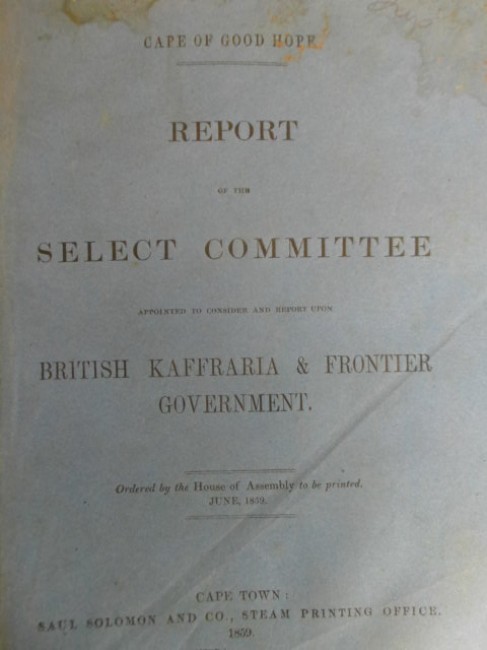 CAPE OF GOOD HOPE
REPORT
OF THE
SELECT COMMITTEE
APPOINTED TO CONSIDER AND REPORT UPON
BRITISH KAFFRARIA & FRONTIER
GOVERNMENT.
Ordered by the House of Assembly to be printed.
JUNE, 1859.
CAPE TOWN:
SAUL SOLOMON AND CO., STEAM PRINTING OFFICE.
1859.